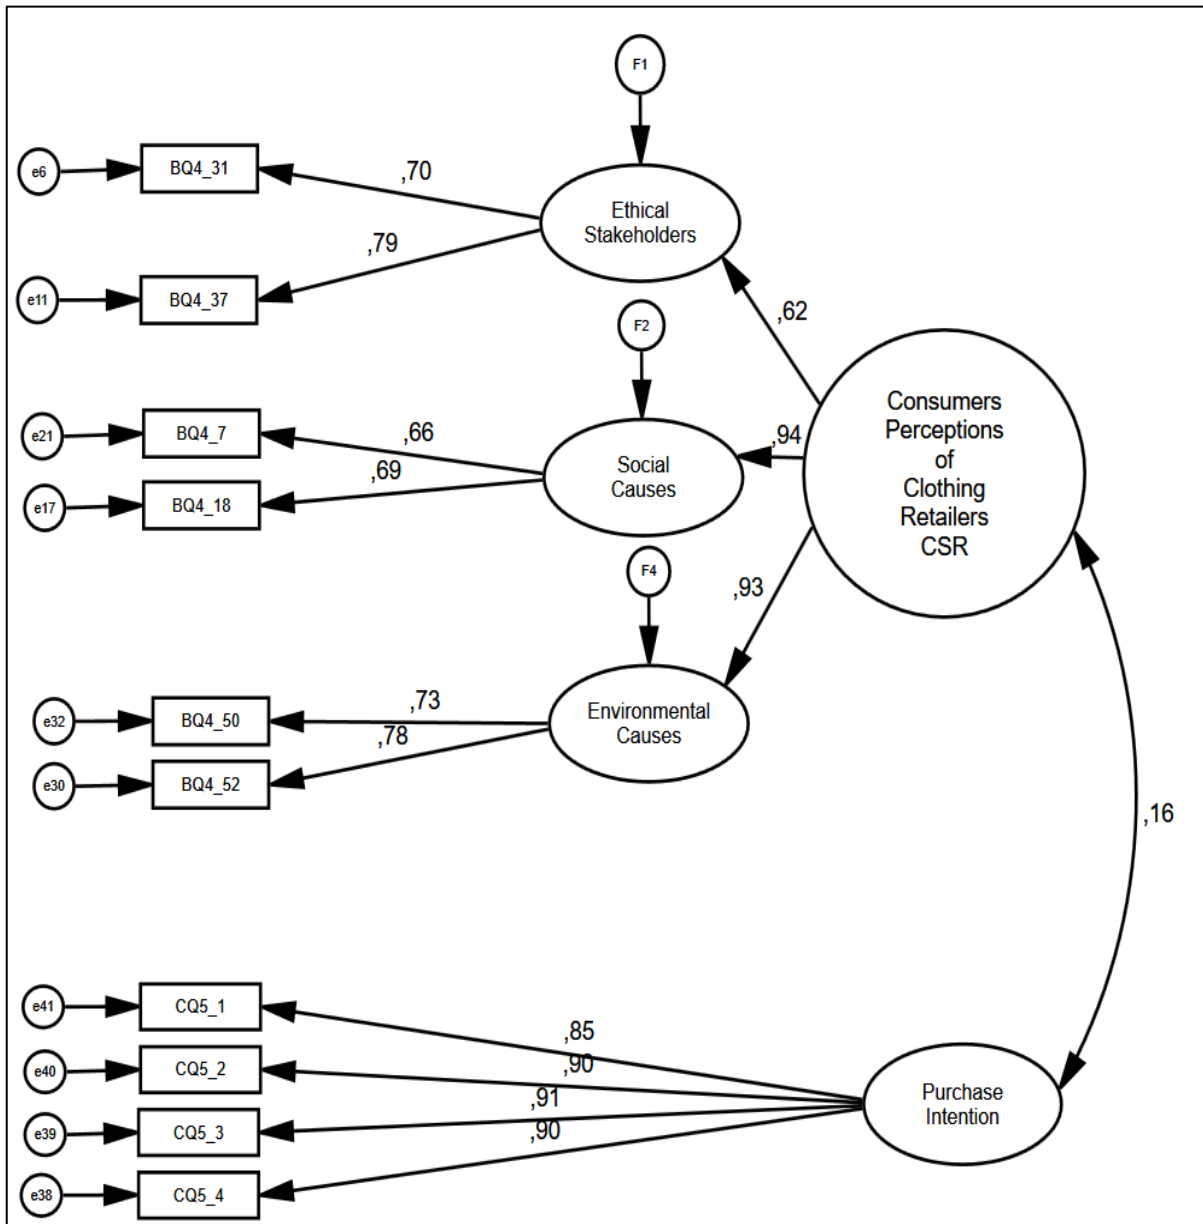 F1
e6
BQ4_31
,70
Ethical
Stakeholders
,79
e11
BQ4_37
,62
F2
Consumers
Perceptions
of
Clothing
Retailers
CSR
e21
BQ4_7
,66
,94
Social
Causes
,69
e17
BQ4_18
F4
,93
e32
BQ4_50
,73
Environmental
Causes
,78
e30
BQ4_52
,16
e41
CQ5_1
,85
e40
CQ5_2
,90
Purchase
Intention
,91
e39
CQ5_3
,90
e38
CQ5_4